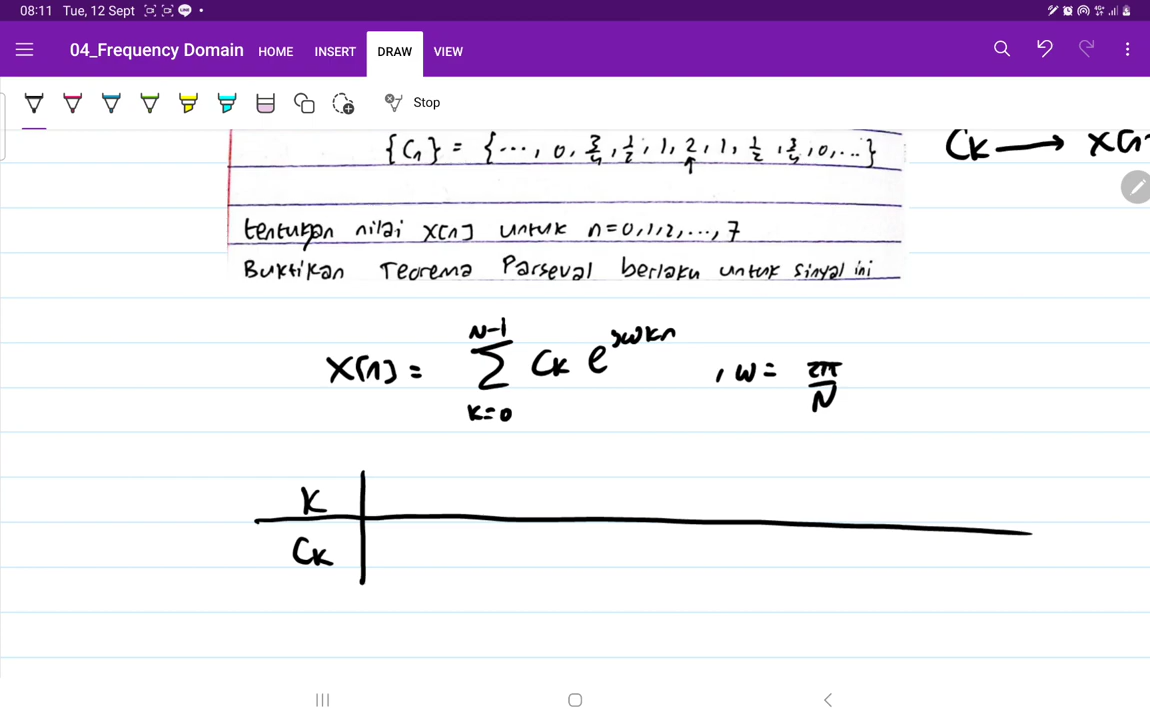 08:11 Tue, 12 Sept
04_Frequency Domain HOME INSERT DRAW VIEW
Stop
{Cn} = {..., 0, 3/4, 1/2, 1, 2, 1, 1/2, 3/4, 0, ...}
↑
Ck → X[n
tentukan nilai X[n] untuk n=0,1,2,...,7
Buktikan Teorema Parseval berlaku untuk sinyal ini
X[n] = N-1 Σ k=0 Ck e^jωkn , ω = 2π/N
K
Ck